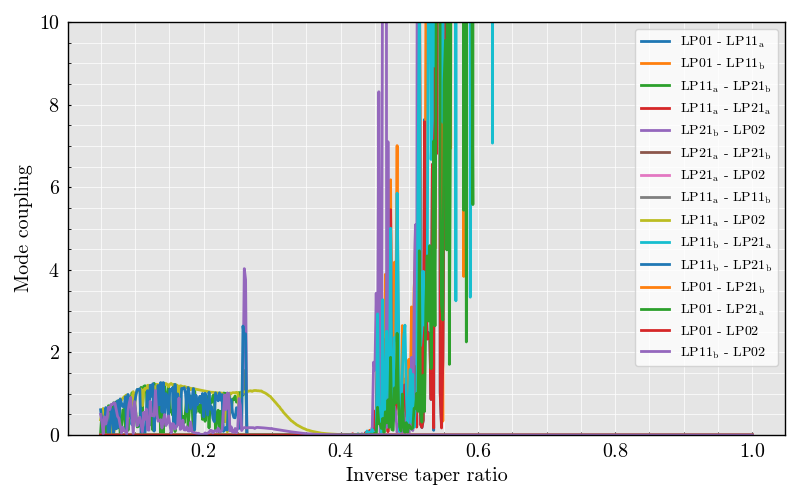 10
8
6
4
2
0
Mode coupling
0.2
0.4
0.6
0.8
1.0
Inverse taper ratio
LP01 - LP11a
LP01 - LP11b
LP11a - LP21b
LP11a - LP21a
LP21b - LP02
LP21a - LP21b
LP21a - LP02
LP11a - LP11b
LP11a - LP02
LP11b - LP21a
LP11b - LP21b
LP01 - LP21b
LP01 - LP21a
LP01 - LP02
LP11b - LP02